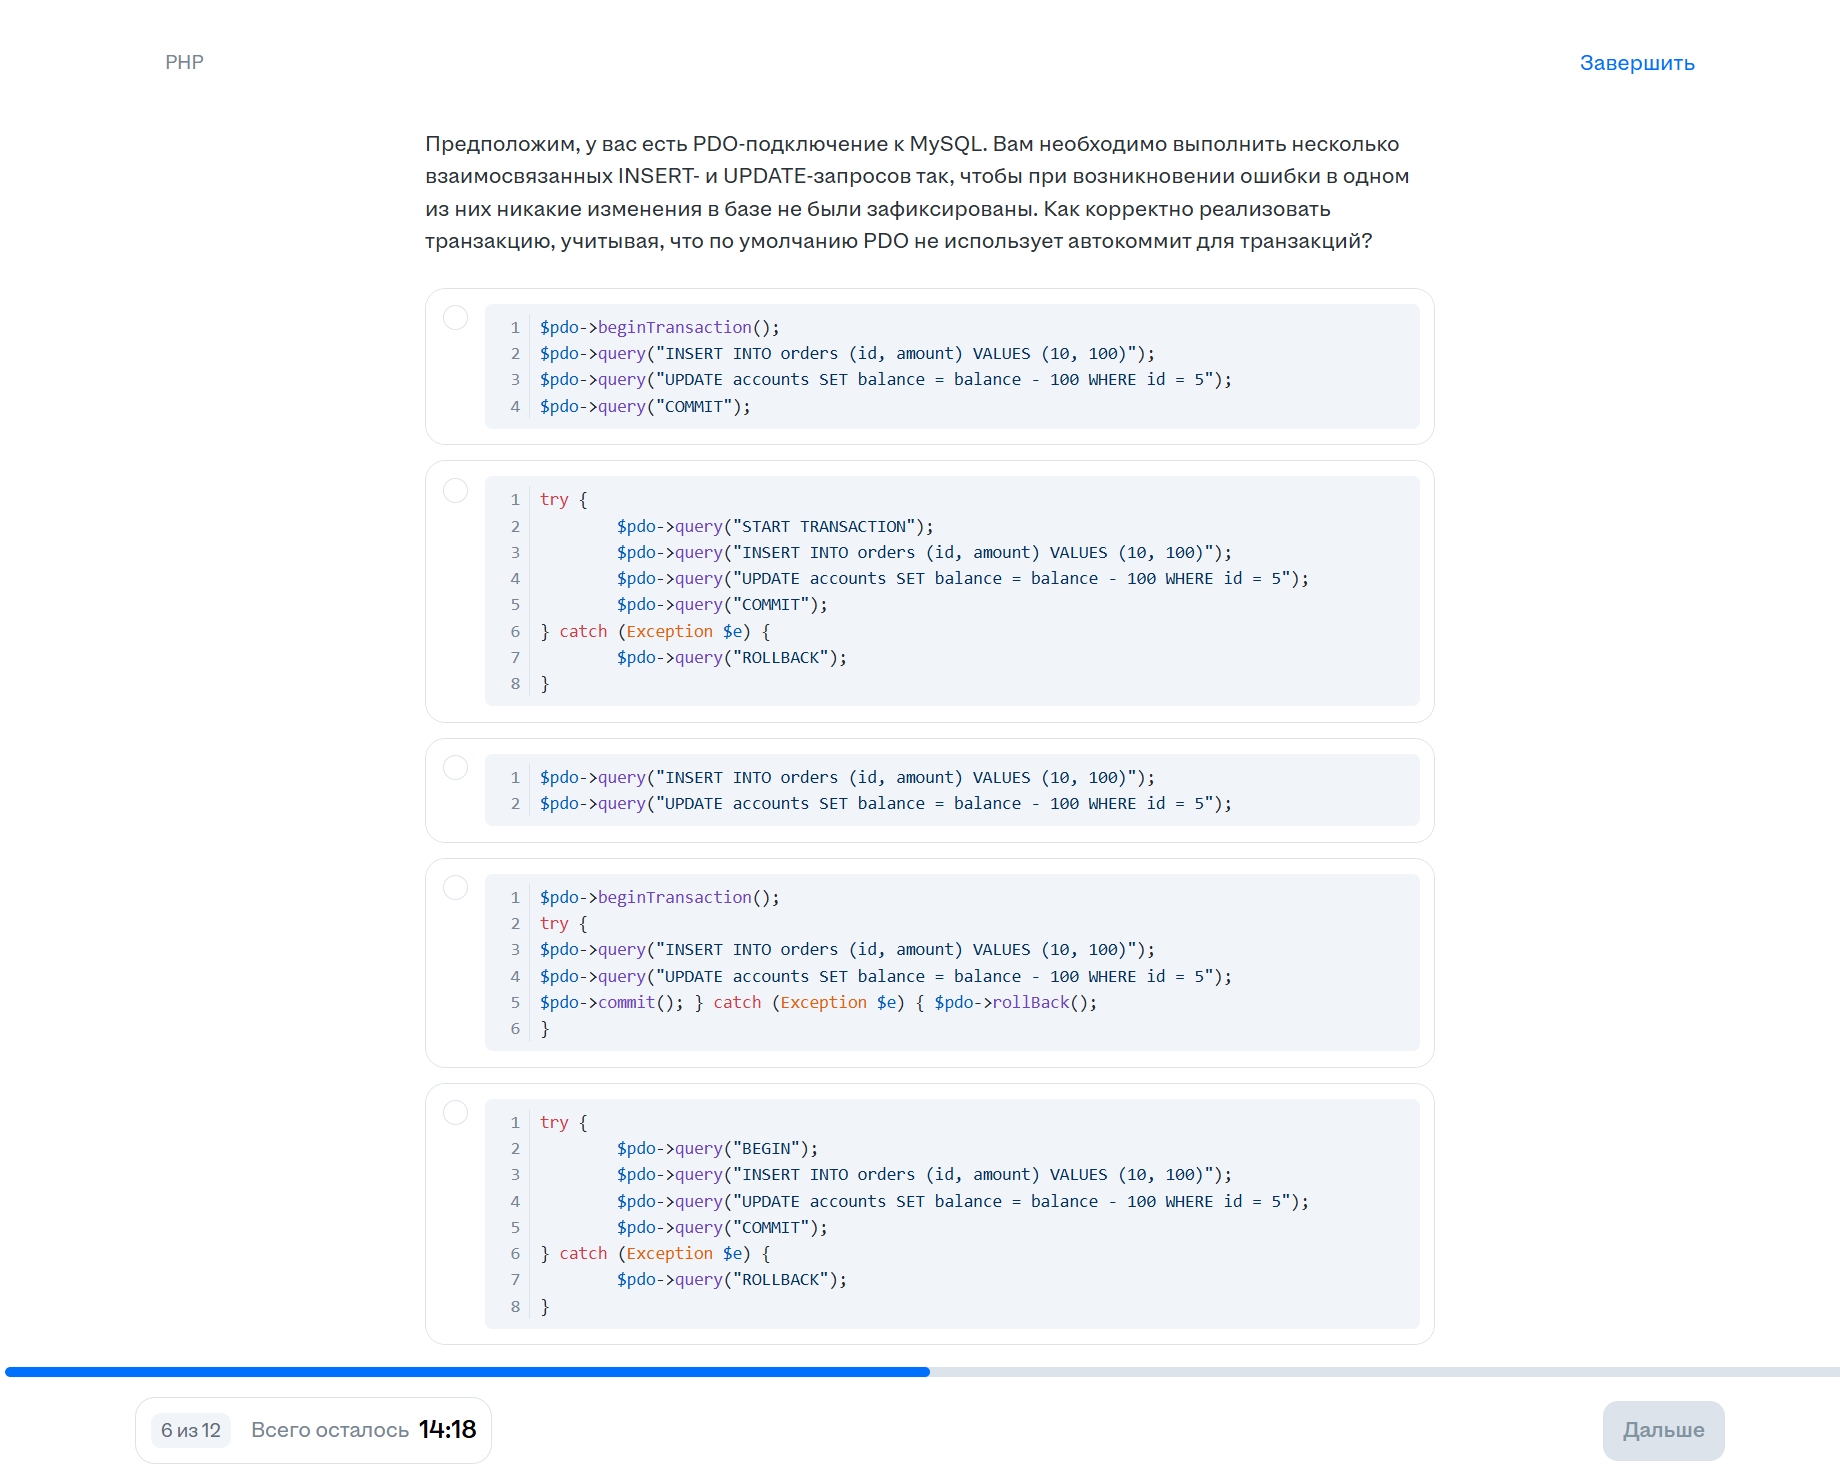 PHP
Завершить
Предположим, у вас есть PDO-подключение к MySQL. Вам необходимо выполнить несколько
взаимосвязанных INSERT- и UPDATE-запросов так, чтобы при возникновении ошибки в одном
из них никакие изменения в базе не были зафиксированы. Как корректно реализовать
транзакцию, учитывая, что по умолчанию PDO не использует автокоммит для транзакций?
1 $pdo->beginTransaction();
2 $pdo->query("INSERT INTO orders (id, amount) VALUES (10, 100)");
3 $pdo->query("UPDATE accounts SET balance = balance - 100 WHERE id = 5");
4 $pdo->query("COMMIT");
1 try {
2         $pdo->query("START TRANSACTION");
3         $pdo->query("INSERT INTO orders (id, amount) VALUES (10, 100)");
4         $pdo->query("UPDATE accounts SET balance = balance - 100 WHERE id = 5");
5         $pdo->query("COMMIT");
6 } catch (Exception $e) {
7         $pdo->query("ROLLBACK");
8 }
1 $pdo->query("INSERT INTO orders (id, amount) VALUES (10, 100)");
2 $pdo->query("UPDATE accounts SET balance = balance - 100 WHERE id = 5");
1 $pdo->beginTransaction();
2 try {
3 $pdo->query("INSERT INTO orders (id, amount) VALUES (10, 100)");
4 $pdo->query("UPDATE accounts SET balance = balance - 100 WHERE id = 5");
5 $pdo->commit(); } catch (Exception $e) { $pdo->rollBack();
6 }
1 try {
2         $pdo->query("BEGIN");
3         $pdo->query("INSERT INTO orders (id, amount) VALUES (10, 100)");
4         $pdo->query("UPDATE accounts SET balance = balance - 100 WHERE id = 5");
5         $pdo->query("COMMIT");
6 } catch (Exception $e) {
7         $pdo->query("ROLLBACK");
8 }
6 из 12 Всего осталось 14:18
Дальше